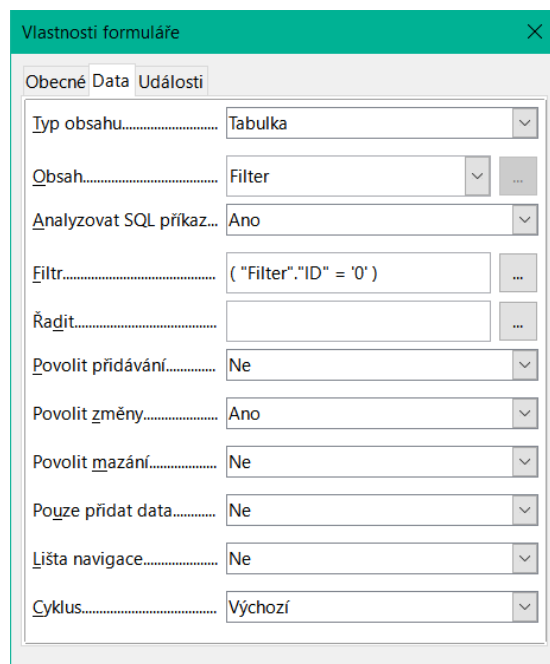 Vlastnosti formuláře
Obecné Data Události
Typ obsahu........................... Tabulka
Obsah...................................... Filter ...
Analyzovat SQL příkaz... Ano
Filtr........................................... ( "Filter"."ID" = '0' ) ...
Řadit........................................ ...
Povolit přidávání.............. Ne
Povolit změny..................... Ano
Povolit mazání................... Ne
Pouze přidat data............ Ne
Lišta navigace..................... Ne
Cyklus...................................... Výchozí